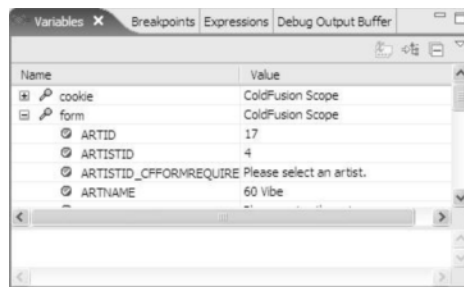 Variables Breakpoints Expressions Debug Output Buffer
Name Value
cookie ColdFusion Scope
form ColdFusion Scope
ARTID 17
ARTISTID 4
ARTISTID_CFFORMREQUIRE Please select an artist.
ARTNAME 60 Vibe